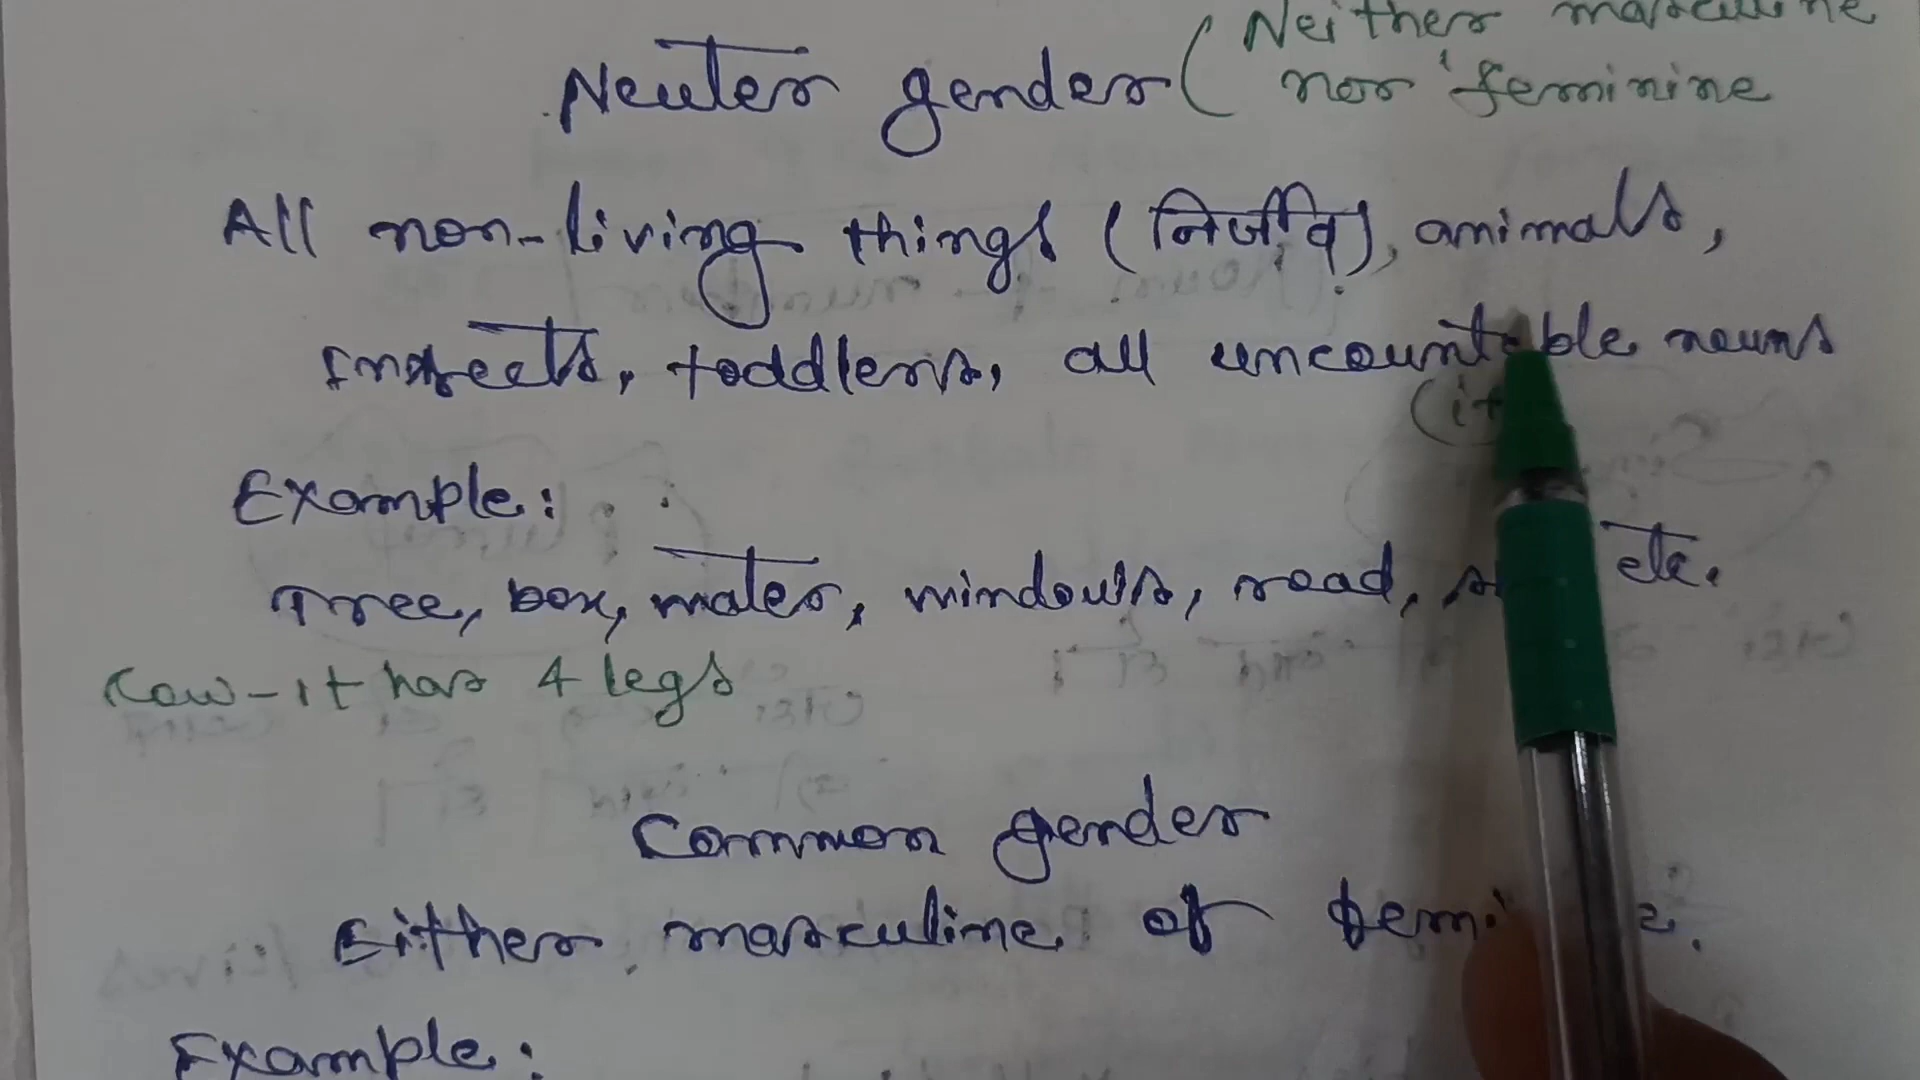 Neuter gender (Neither masculine
nor feminine
All non-living things (निर्जीव), animals,
Insects, toddlers, all uncountable nouns
(it
Example:
Tree, box, water, windows, road, etc.
Cow - it has 4 legs
Common gender
Either masculine or
Example: